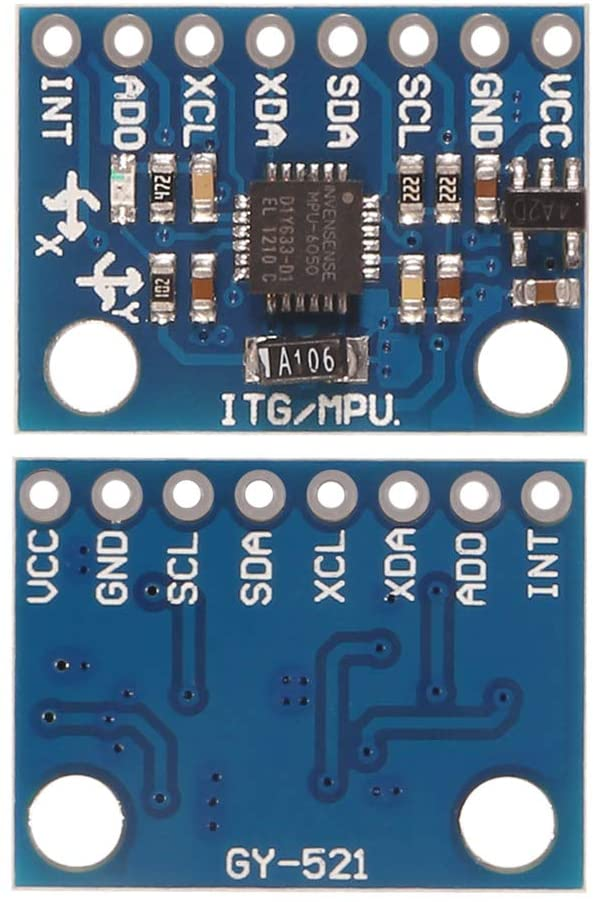 INT ADO XCL XDA SDA SCL GND VCC
472
222
222
4A2D
INVENSENSE
MPU-6050
D1Y633-D1
EL 1210 C
X
Y
102
A106
ITG/MPU.
VCC GND SCL SDA XCL XDA ADO INT
GY-521